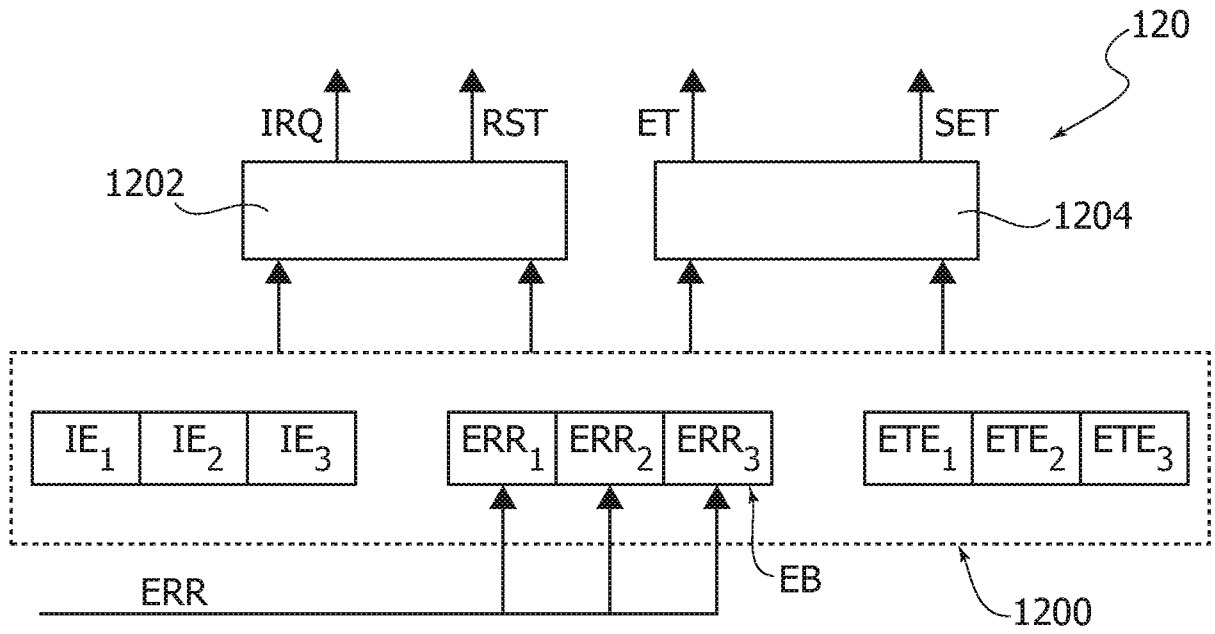 120
IRQ RST ET SET
1202
1204
IE₁ IE₂ IE₃ ERR₁ ERR₂ ERR₃ ETE₁ ETE₂ ETE₃
ERR EB
1200